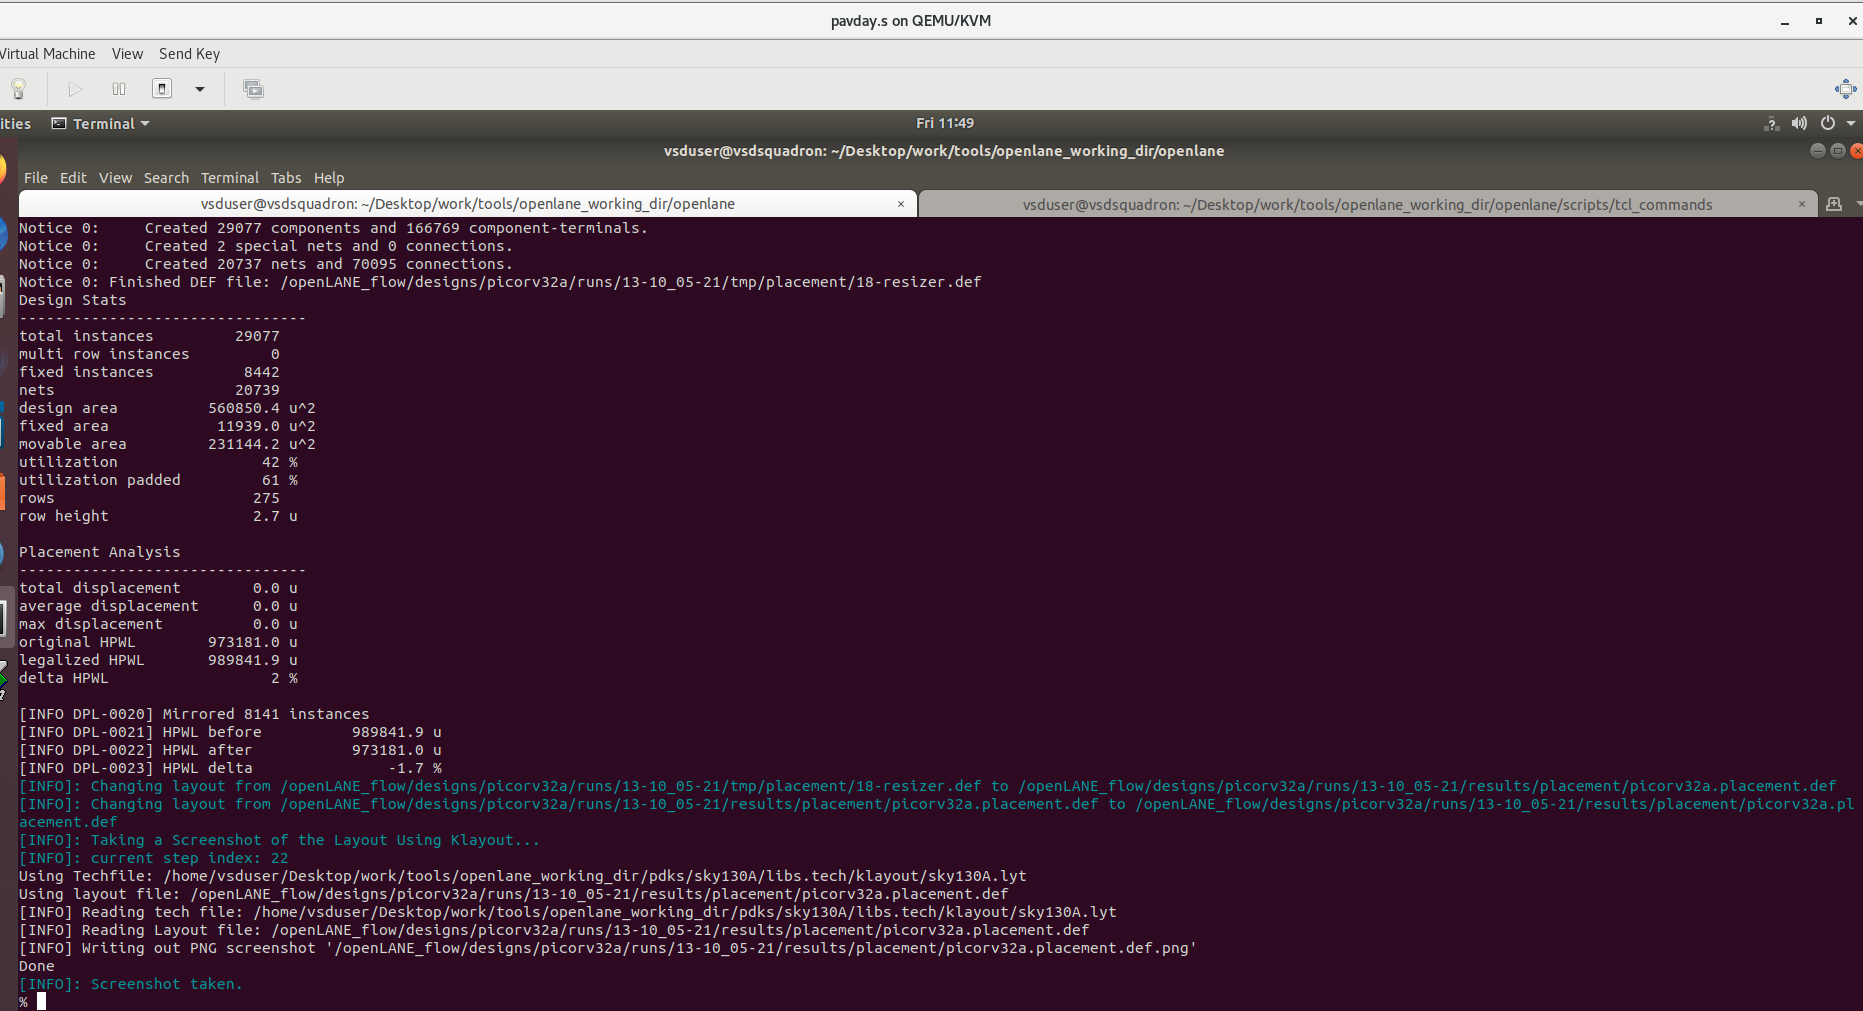 pavday.s on QEMU/KVM
Virtual Machine View Send Key
ities Terminal Fri 11:49
vsduser@vsdsquadron: ~/Desktop/work/tools/openlane_working_dir/openlane
File Edit View Search Terminal Tabs Help
vsduser@vsdsquadron: ~/Desktop/work/tools/openlane_working_dir/openlane × vsduser@vsdsquadron: ~/Desktop/work/tools/openlane_working_dir/openlane/scripts/tcl_commands ×
Notice 0:     Created 29077 components and 166769 component-terminals.
Notice 0:     Created 2 special nets and 0 connections.
Notice 0:     Created 20737 nets and 70095 connections.
Notice 0: Finished DEF file: /openLANE_flow/designs/picorv32a/runs/13-10_05-21/tmp/placement/18-resizer.def
Design Stats
--------------------------------
total instances         29077
multi row instances         0
fixed instances          8442
nets                    20739
design area          560850.4 u^2
fixed area            11939.0 u^2
movable area         231144.2 u^2
utilization                42 %
utilization padded         61 %
rows                      275
row height                2.7 u
Placement Analysis
--------------------------------
total displacement        0.0 u
average displacement      0.0 u
max displacement          0.0 u
original HPWL        973181.0 u
legalized HPWL       989841.9 u
delta HPWL                  2 %
[INFO DPL-0020] Mirrored 8141 instances
[INFO DPL-0021] HPWL before          989841.9 u
[INFO DPL-0022] HPWL after           973181.0 u
[INFO DPL-0023] HPWL delta               -1.7 %
[INFO]: Changing layout from /openLANE_flow/designs/picorv32a/runs/13-10_05-21/tmp/placement/18-resizer.def to /openLANE_flow/designs/picorv32a/runs/13-10_05-21/results/placement/picorv32a.placement.def
[INFO]: Changing layout from /openLANE_flow/designs/picorv32a/runs/13-10_05-21/results/placement/picorv32a.placement.def to /openLANE_flow/designs/picorv32a/runs/13-10_05-21/results/placement/picorv32a.pl
acement.def
[INFO]: Taking a Screenshot of the Layout Using Klayout...
[INFO]: current step index: 22
Using Techfile: /home/vsduser/Desktop/work/tools/openlane_working_dir/pdks/sky130A/libs.tech/klayout/sky130A.lyt
Using layout file: /openLANE_flow/designs/picorv32a/runs/13-10_05-21/results/placement/picorv32a.placement.def
[INFO] Reading tech file: /home/vsduser/Desktop/work/tools/openlane_working_dir/pdks/sky130A/libs.tech/klayout/sky130A.lyt
[INFO] Reading Layout file: /openLANE_flow/designs/picorv32a/runs/13-10_05-21/results/placement/picorv32a.placement.def
[INFO] Writing out PNG screenshot '/openLANE_flow/designs/picorv32a/runs/13-10_05-21/results/placement/picorv32a.placement.def.png'
Done
[INFO]: Screenshot taken.
%